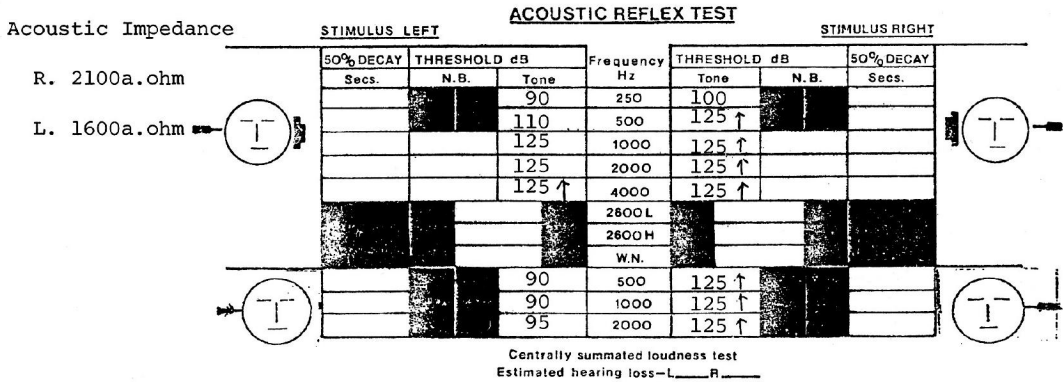 ACOUSTIC REFLEX TEST
Acoustic Impedance
R. 2100a.ohm
L. 1600a.ohm
STIMULUS LEFT STIMULUS RIGHT
50% DECAY THRESHOLD dB Frequency Hz THRESHOLD dB 50% DECAY
Secs. N.B. Tone Tone N.B. Secs.
90 250 100
110 500 125 ↑
125 1000 125 ↑
125 2000 125 ↑
125 ↑ 4000 125 ↑
2600 L
2600 H
W.N.
90 500 125 ↑
90 1000 125 ↑
95 2000 125 ↑
Centrally summated loudness test
Estimated hearing loss–L____R____